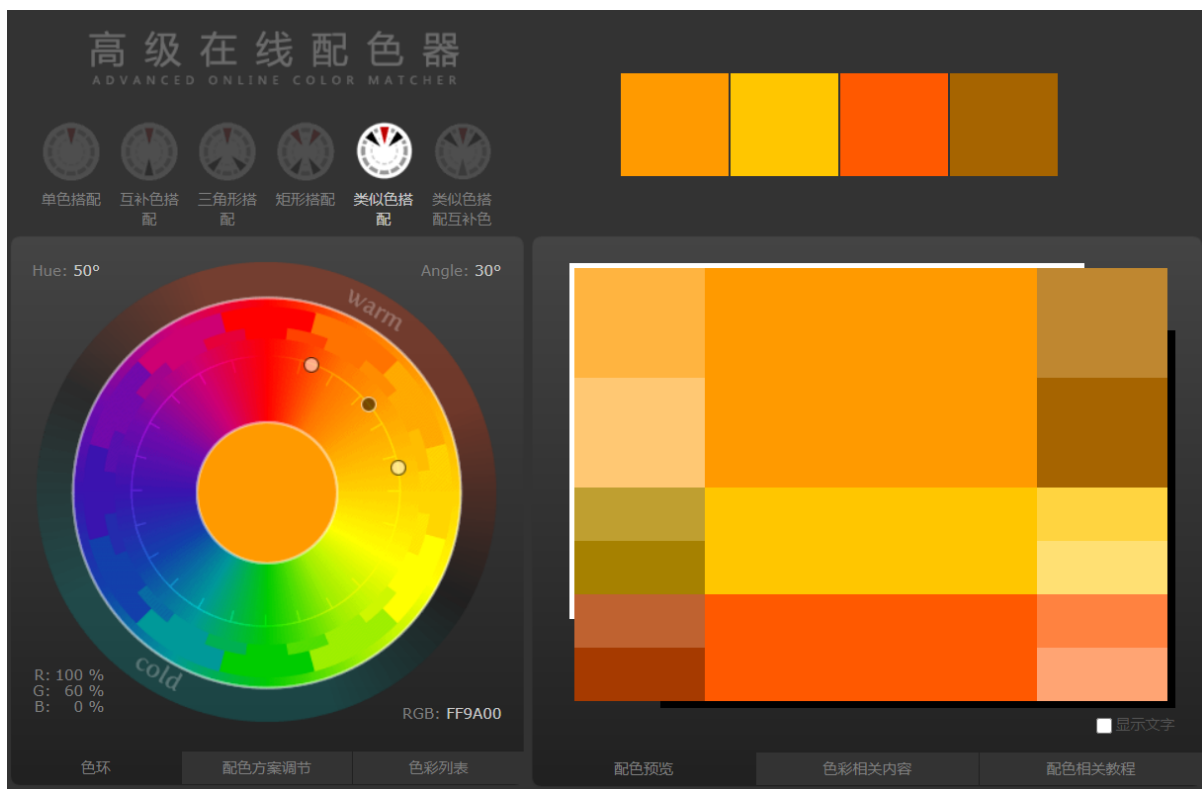 高级在线配色器
ADVANCED ONLINE COLOR MATCHER
单色搭配
互补色搭
配
三角形搭
配
矩形搭配
类似色搭
配
类似色搭
配互补色
Hue: 50°
Angle: 30°
warm
cold
R: 100 %
G: 60 %
B: 0 %
RGB: FF9A00
显示文字
色环
配色方案调节
色彩列表
配色预览
色彩相关内容
配色相关教程